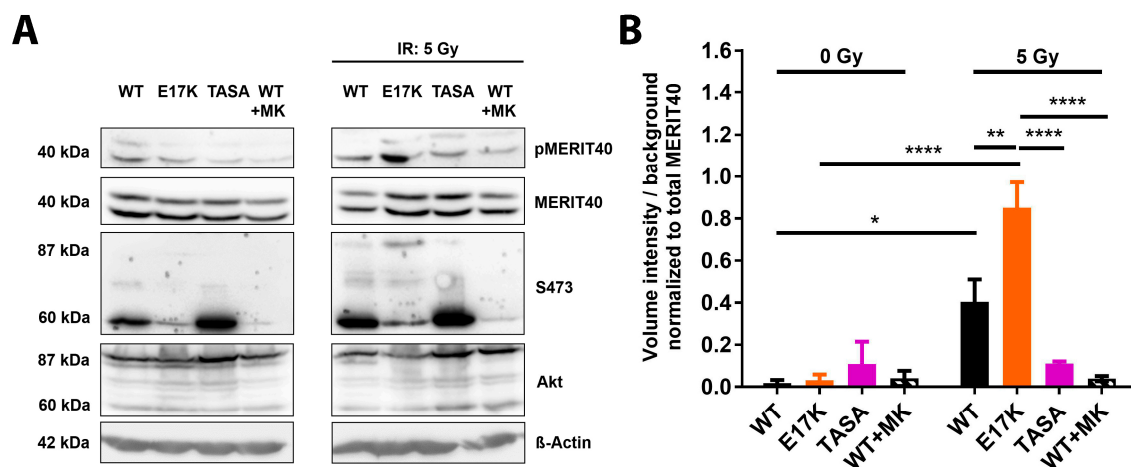 A
IR: 5 Gy
WT E17K TASA WT +MK
WT E17K TASA WT +MK
40 kDa
pMERIT40
40 kDa
MERIT40
87 kDa
S473
60 kDa
87 kDa
Akt
60 kDa
42 kDa
ß-Actin
B
Volume intensity / background
normalized to total MERIT40
1.6
1.4
1.2
1.0
0.8
0.6
0.4
0.2
0.0
0 Gy
5 Gy
****
** ****
****
*
WT E17K TASA WT+MK
WT E17K TASA WT+MK